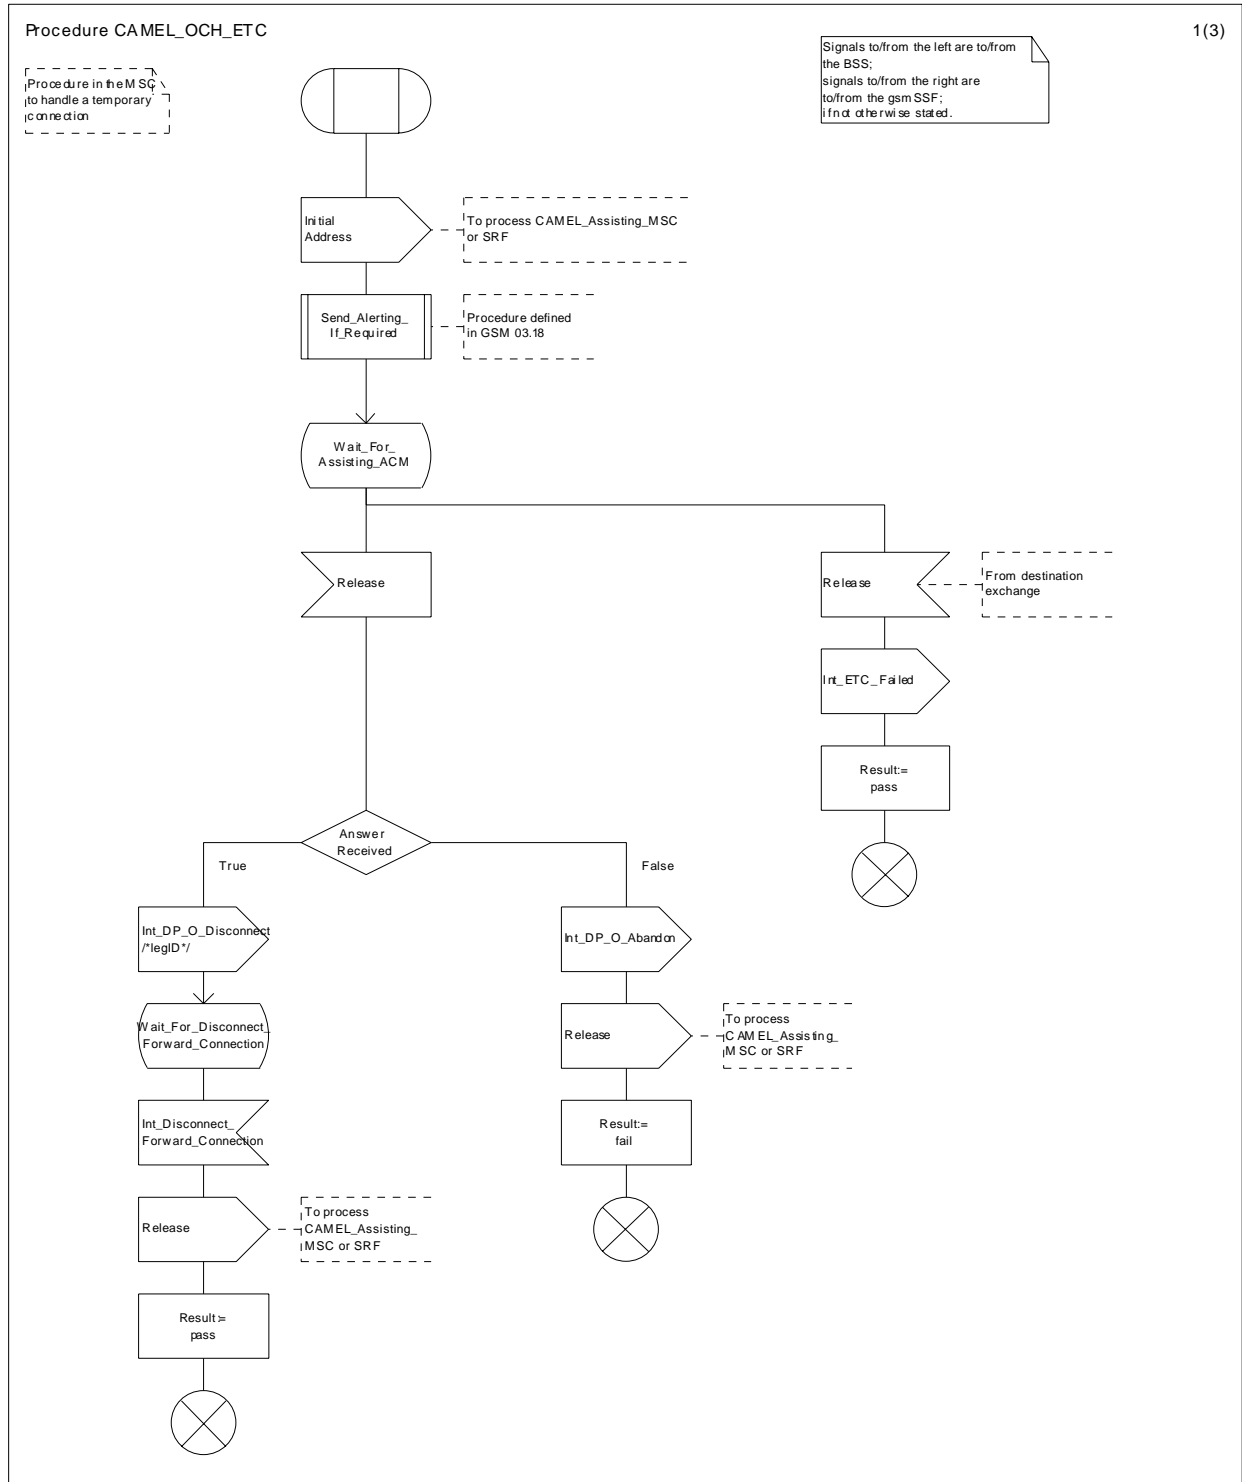 Procedure CAMEL_OCH_ETC
1(3)
Procedure in the MSC
to handle a temporary
connection
Signals to/from the left are to/from
the BSS;
signals to/from the right are
to/from the gsmSSF;
if not otherwise stated.
Initial
Address
To process CAMEL_Assisting_MSC
or SRF
Send_Alerting_
If_Required
Procedure defined
in GSM 03.18
Wait_For_
Assisting_ACM
Release
Release
From destination
exchange
Int_ETC_Failed
Result:=
pass
Answer
Received
True
False
Int_DP_O_Disconnect
/*legID*/
Int_DP_O_Abandon
Wait_For_Disconnect_
Forward_Connection
Release
To process
CAMEL_Assisting_
MSC or SRF
Int_Disconnect_
Forward_Connection
Result:=
fail
Release
To process
CAMEL_Assisting_
MSC or SRF
Result:=
pass